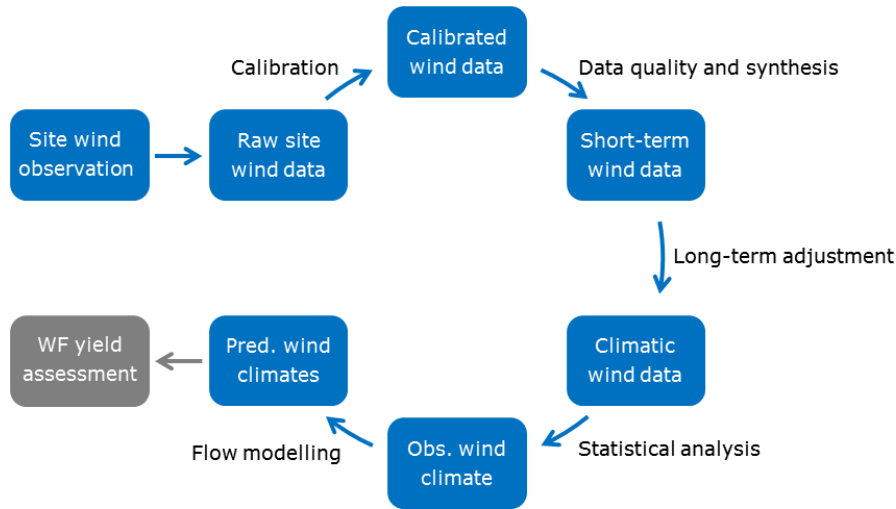 Site wind
observation
Raw site
wind data
Calibration
Calibrated
wind data
Data quality and synthesis
Short-term
wind data
Long-term adjustment
Climatic
wind data
Statistical analysis
Obs. wind
climate
Flow modelling
Pred. wind
climates
WF yield
assessment